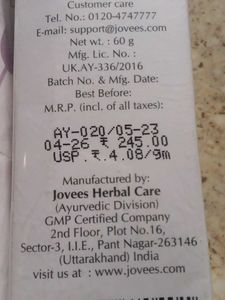 Customer care
Tel. No.: 0120-4747777
E-mail: support@jovees.com
Net wt. : 60 g
Mfg. Lic. No. :
UK.AY-336/2016
Batch No. & Mfg. Date:
Best Before:
M.R.P. (incl. of all taxes):
AY-020/05-23
04-26 ₹ 245.00
USP. ₹.4.08/9m
Manufactured by:
Jovees Herbal Care
(Ayurvedic Division)
GMP Certified Company
2nd Floor, Plot No.16,
Sector-3, I.I.E., Pant Nagar-263146
(Uttarakhand) India
visit us at : www.jovees.com